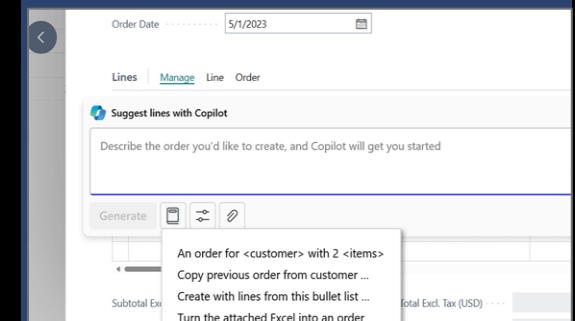 Order Date 5/1/2023
Lines Manage Line Order
Suggest lines with Copilot
Describe the order you'd like to create, and Copilot will get you started
Generate
An order for <customer> with 2 <items>
Copy previous order from customer ...
Create with lines from this bullet list ...
Turn the attached Excel into an order
Subtotal Exc Total Excl. Tax (USD)